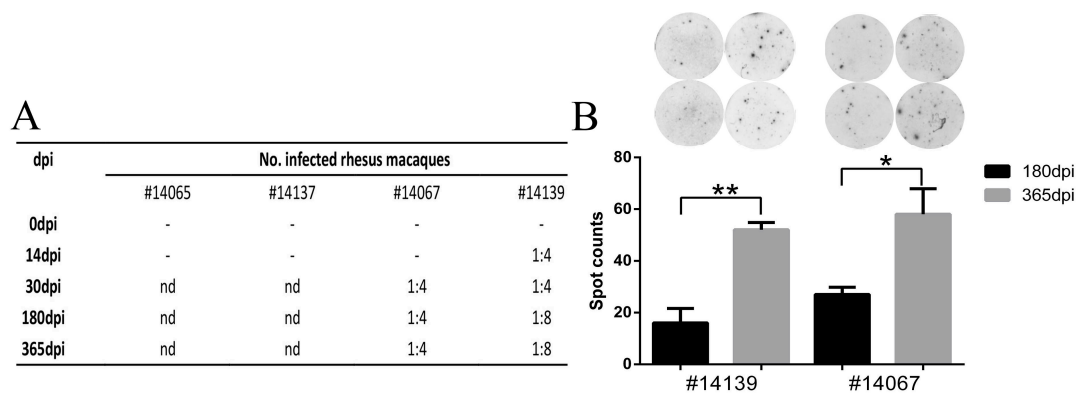 A
dpi No. infected rhesus macaques
#14065 #14137 #14067 #14139
0dpi - - - -
14dpi - - - 1:4
30dpi nd nd 1:4 1:4
180dpi nd nd 1:4 1:8
365dpi nd nd 1:4 1:8
B
80
60
40
20
0
Spot counts
** *
180dpi
365dpi
#14139 #14067